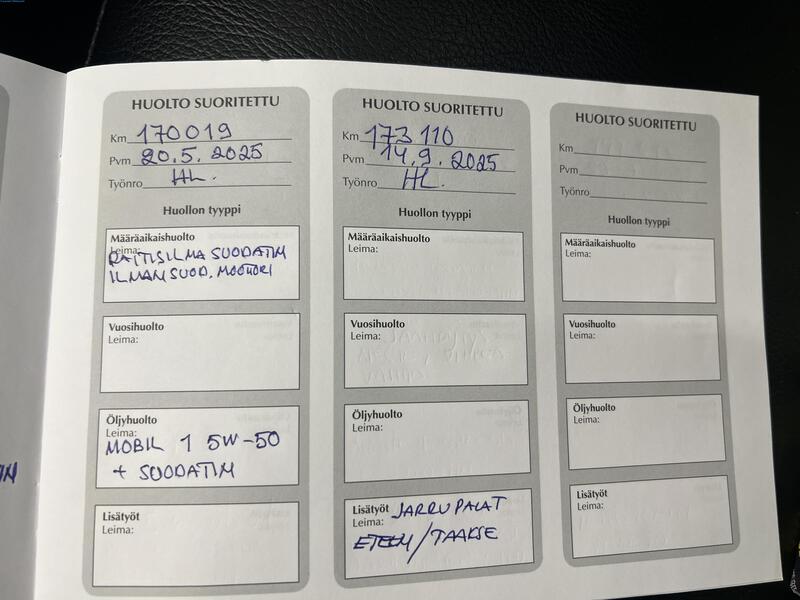 HUOLTO SUORITETTU
Km 170019
Pvm 20.5.2025
Työnro HL.
Huollon tyyppi
Määräaikaishuolto
Leima:
RAITISILMA SUODATIN
ILMANSUOD. MOOTTORI
Vuosihuolto
Leima:
Öljyhuolto
Leima:
MOBIL 1 5W-50
+ SUODATIN
Lisätyöt
Leima:
HUOLTO SUORITETTU
Km 173 110
Pvm 14.9.2025
Työnro HL.
Huollon tyyppi
Määräaikaishuolto
Leima:
Vuosihuolto
Leima:
Öljyhuolto
Leima:
Lisätyöt JARRUPALAT
Leima:
ETEEN/TAAKSE
HUOLTO SUORITETTU
Km
Pvm
Työnro
Huollon tyyppi
Määräaikaishuolto
Leima:
Vuosihuolto
Leima:
Öljyhuolto
Leima:
Lisätyöt
Leima: